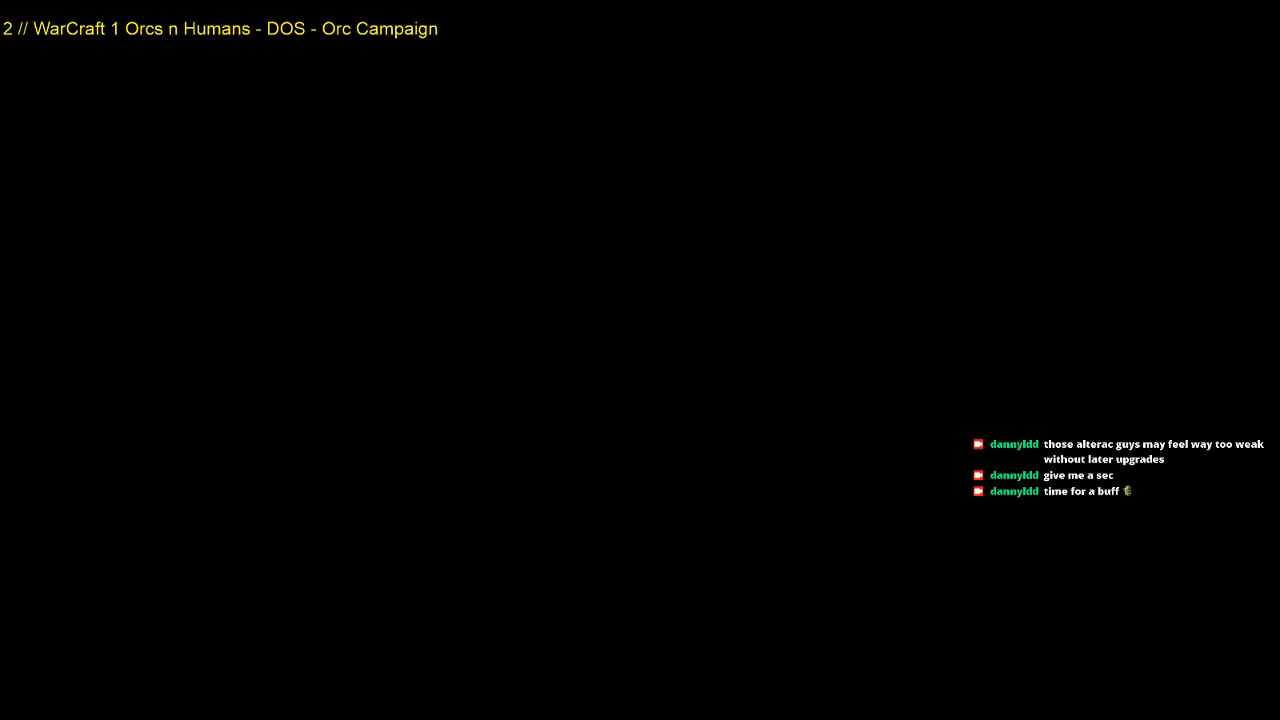 2 // WarCraft 1 Orcs n Humans - DOS - Orc Campaign
dannyldd those alterac guys may feel way too weak
without later upgrades
dannyldd give me a sec
dannyldd time for a buff